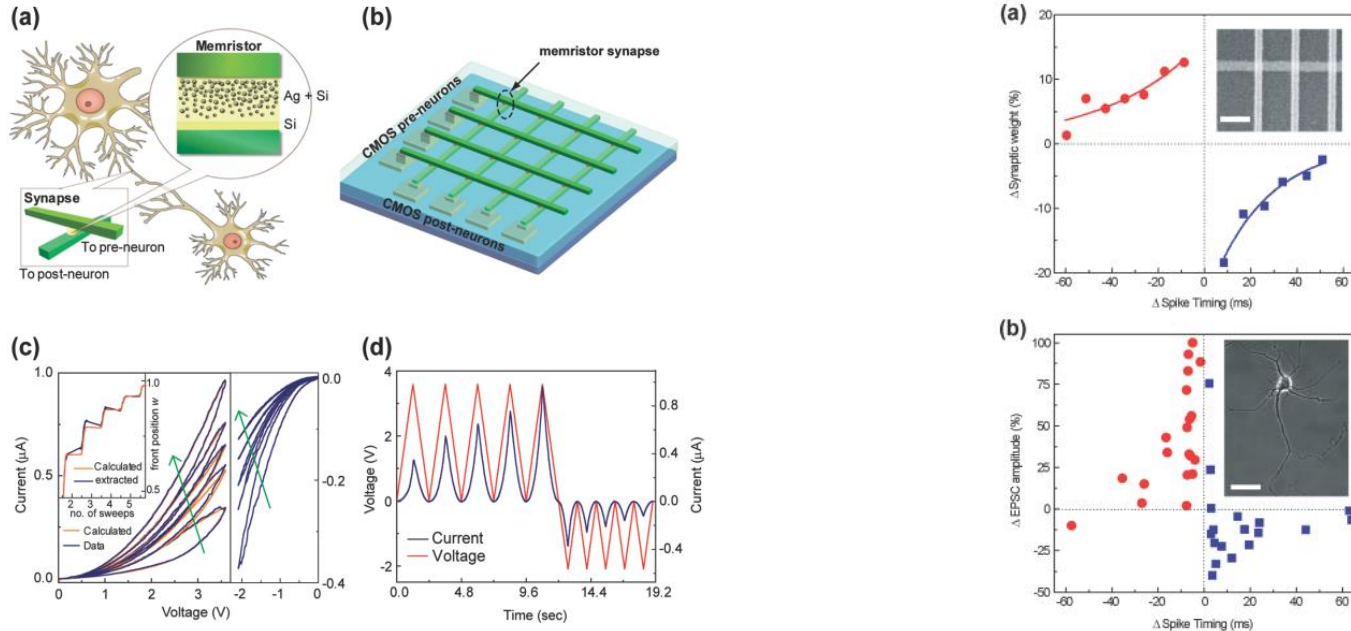 (a)
Memristor
Ag + Si
Si
Synapse
To pre-neuron
To post-neuron
(b)
memristor synapse
CMOS pre-neurons
CMOS post-neurons
(c)
1.0
0.5
0.0
Current (μA)
1.0
0.5
front position w
Calculated
extracted
2 3 4 5
no. of sweeps
Calculated
Data
0 1 2 3 -2 -1 0
Voltage (V)
0.0
-0.2
-0.4
(d)
4
2
0
-2
Voltage (V)
Current
Voltage
0.8
0.4
0.0
-0.4
Current (μA)
0.0 4.8 9.6 14.4 19.2
Time (sec)
(a)
20
10
0
-10
-20
Δ Synaptic weight (%)
-60 -40 -20 0 20 40 60
Δ Spike Timing (ms)
(b)
100
75
50
25
0
-25
-50
Δ EPSC amplitude (%)
-60 -40 -20 0 20 40 60
Δ Spike Timing (ms)